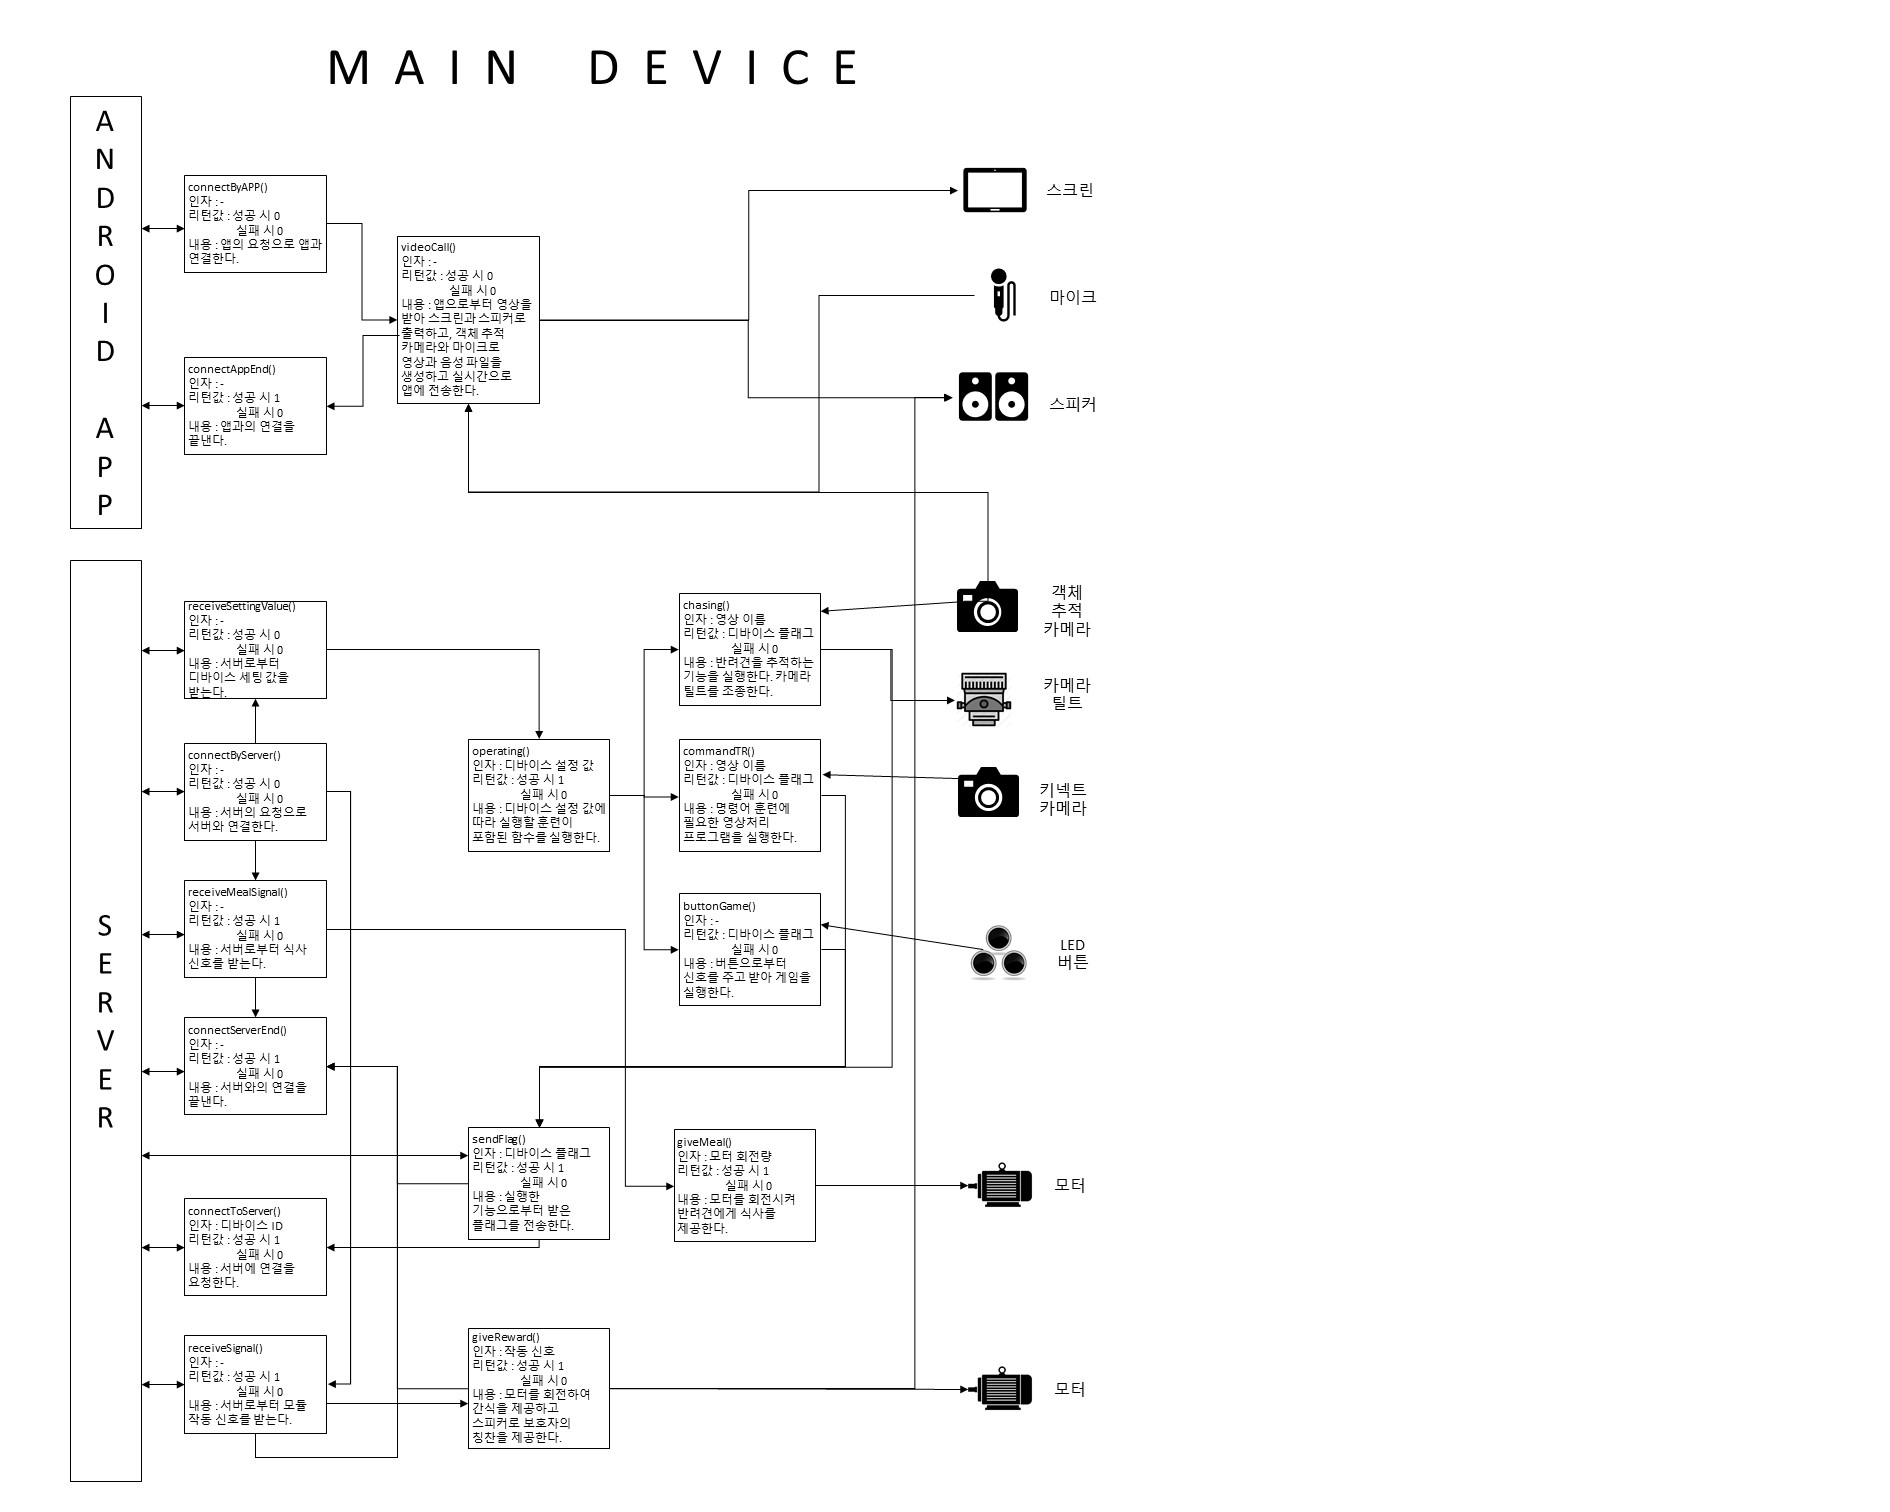 MAIN DEVICE
ANDROID APP
connectByAPP()
인자 : -
리턴값 : 성공 시 0
실패 시 0
내용 : 앱의 요청으로 앱과
연결한다.
videoCall()
인자 : -
리턴값 : 성공 시 0
실패 시 0
내용 : 앱으로부터 영상을
받아 스크린과 스피커로
출력하고, 객체 추적
카메라와 마이크로
영상과 음성 파일을
생성하고 실시간으로
앱에 전송한다.
connectAppEnd()
인자 : -
리턴값 : 성공 시 1
실패 시 0
내용 : 앱과의 연결을
끝낸다.
스크린
마이크
스피커
SERVER
receiveSettingValue()
인자 : -
리턴값 : 성공 시 0
실패 시 0
내용 : 서버로부터
디바이스 세팅 값을
받는다.
connectByServer()
인자 : -
리턴값 : 성공 시 0
실패 시 0
내용 : 서버의 요청으로
서버와 연결한다.
receiveMealSignal()
인자 : -
리턴값 : 성공 시 1
실패 시 0
내용 : 서버로부터 식사
신호를 받는다.
connectServerEnd()
인자 : -
리턴값 : 성공 시 1
실패 시 0
내용 : 서버와의 연결을
끝낸다.
connectToServer()
인자 : 디바이스 ID
리턴값 : 성공 시 1
실패 시 0
내용 : 서버에 연결을
요청한다.
receiveSignal()
인자 : -
리턴값 : 성공 시 1
실패 시 0
내용 : 서버로부터 모듈
작동 신호를 받는다.
operating()
인자 : 디바이스 설정 값
리턴값 : 성공 시 1
실패 시 0
내용 : 디바이스 설정 값에
따라 실행할 훈련이
포함된 함수를 실행한다.
sendFlag()
인자 : 디바이스 플래그
리턴값 : 성공 시 1
실패 시 0
내용 : 실행한
기능으로부터 받은
플래그를 전송한다.
giveReward()
인자 : 작동 신호
리턴값 : 성공 시 1
실패 시 0
내용 : 모터를 회전하여
간식을 제공하고
스피커로 보호자의
칭찬을 제공한다.
chasing()
인자 : 영상 이름
리턴값 : 디바이스 플래그
실패 시 0
내용 : 반려견을 추적하는
기능을 실행한다. 카메라
틸트를 조종한다.
commandTR()
인자 : 영상 이름
리턴값 : 디바이스 플래그
실패 시 0
내용 : 명령어 훈련에
필요한 영상처리
프로그램을 실행한다.
buttonGame()
인자 : -
리턴값 : 디바이스 플래그
실패 시 0
내용 : 버튼으로부터
신호를 주고 받아 게임을
실행한다.
giveMeal()
인자 : 모터 회전량
리턴값 : 성공 시 1
실패 시 0
내용 : 모터를 회전시켜
반려견에게 식사를
제공한다.
객체
추적
카메라
카메라
틸트
키넥트
카메라
LED
버튼
모터
모터